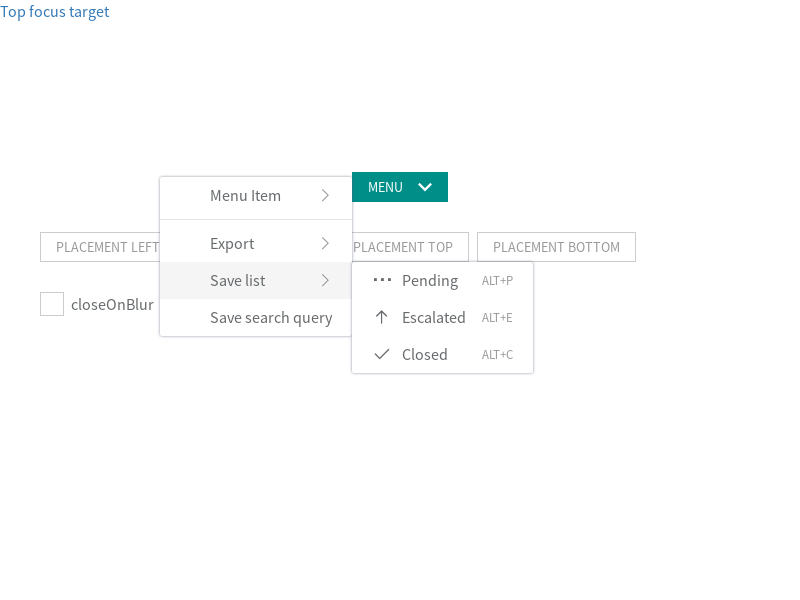 Top focus target
MENU
Menu Item
PLACEMENT LEFT
PLACEMENT TOP
PLACEMENT BOTTOM
Export
Save list
Save search query
closeOnBlur
Pending ALT+P
Escalated ALT+E
Closed ALT+C